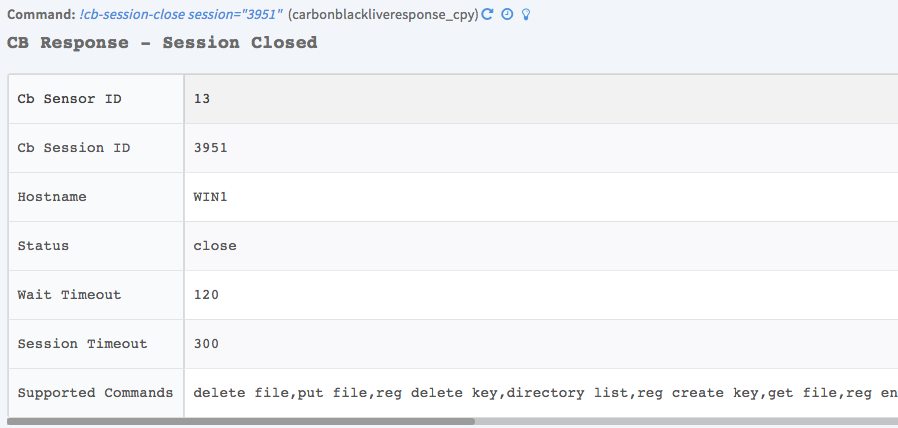 Command: !cb-session-close session="3951" (carbonblackliveresponse_cpy)
CB Response - Session Closed
Cb Sensor ID 13
Cb Session ID 3951
Hostname WIN1
Status close
Wait Timeout 120
Session Timeout 300
Supported Commands delete file,put file,reg delete key,directory list,reg create key,get file,reg en